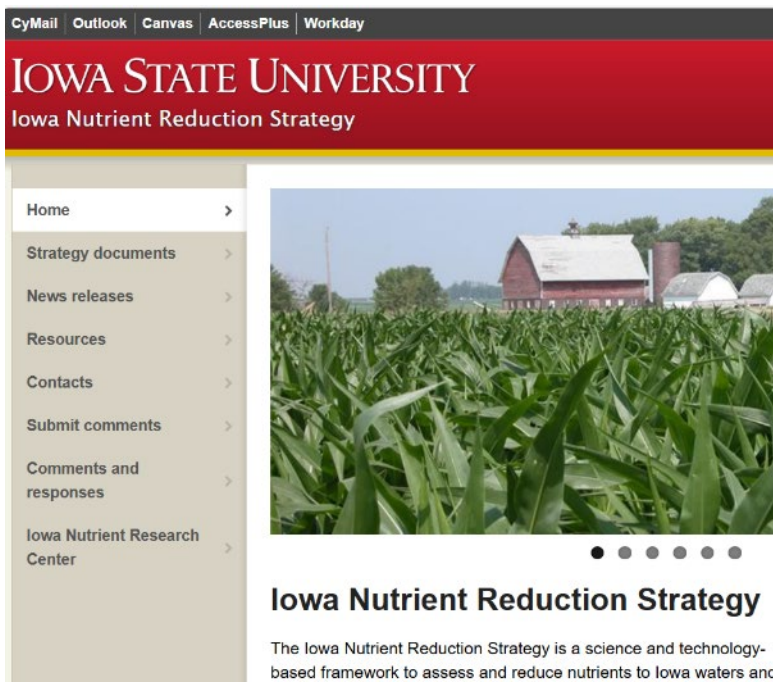 CyMail Outlook Canvas AccessPlus Workday
IOWA STATE UNIVERSITY
Iowa Nutrient Reduction Strategy
Home
Strategy documents
News releases
Resources
Contacts
Submit comments
Comments and
responses
Iowa Nutrient Research
Center
Iowa Nutrient Reduction Strategy
The Iowa Nutrient Reduction Strategy is a science and technology-
based framework to assess and reduce nutrients to Iowa waters and